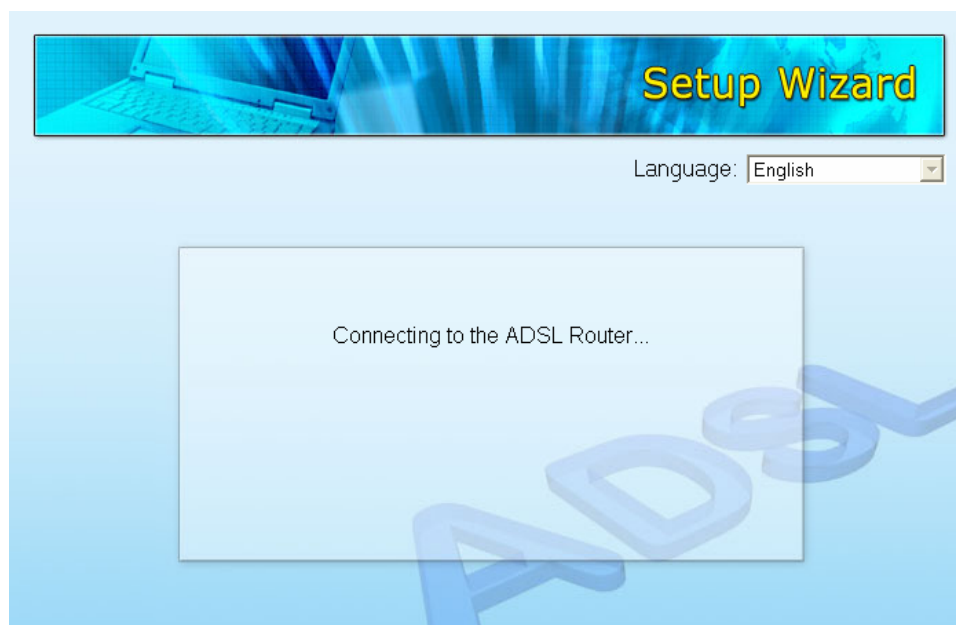 Setup Wizard
Language: English
Connecting to the ADSL Router...
ADSL